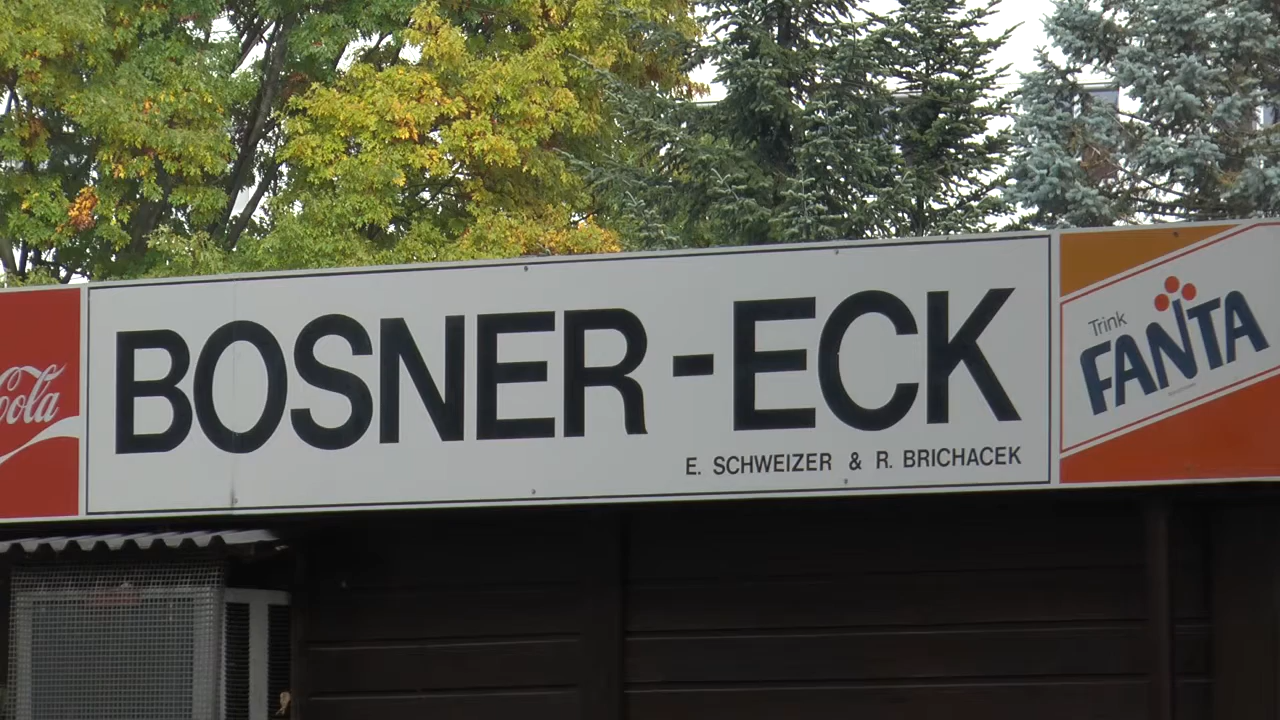 Cola
BOSNER-ECK
E. SCHWEIZER & R. BRICHACEK
Trink
FANTA